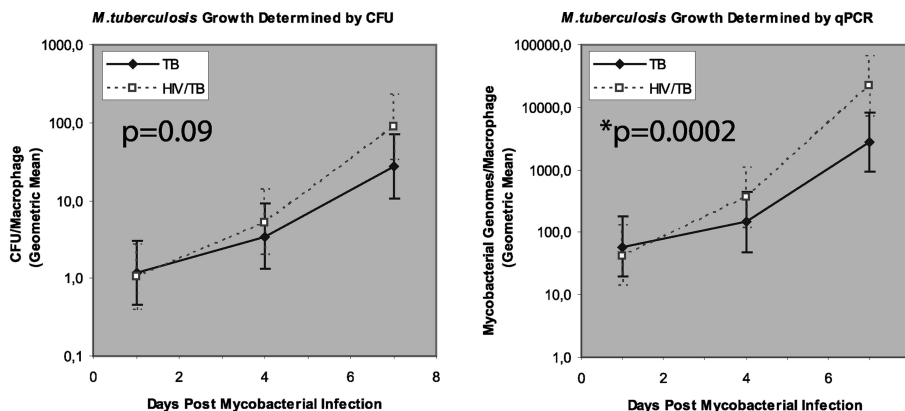 M.tuberculosis Growth Determined by CFU
1000,0
100,0
10,0
1,0
0,1
CFU/Macrophage
(Geometric Mean)
TB
HIV/TB
p=0.09
0
2
4
6
8
Days Post Mycobacterial Infection
M.tuberculosis Growth Determined by qPCR
100000,0
10000,0
1000,0
100,0
10,0
1,0
Mycobacterial Genomes/Macrophage
(Geetric Mean)
TB
HIV/TB
*p=0.0002
0
2
4
6
Days Post Mycobacterial Infection